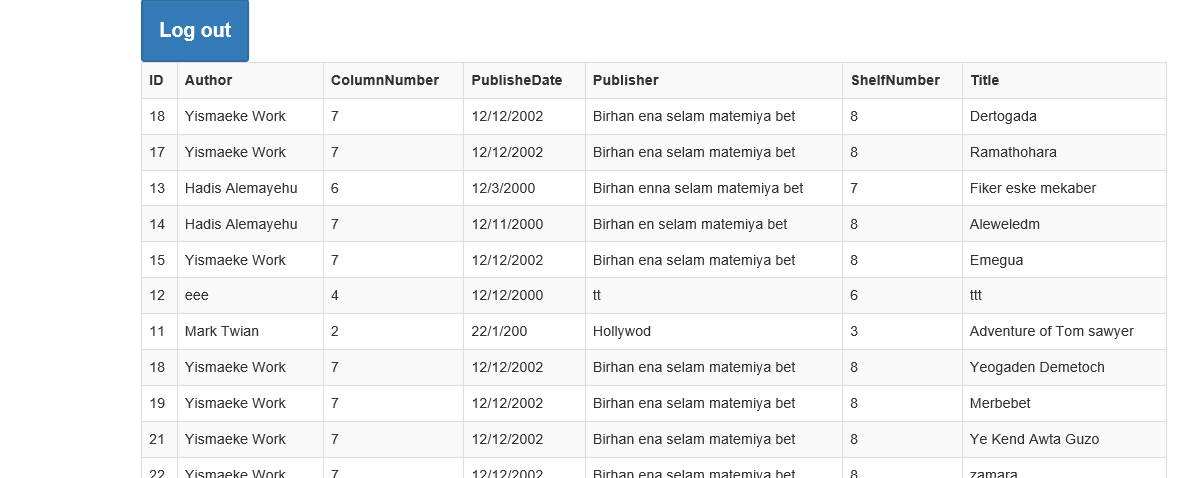 Log out
ID Author ColumnNumber PublisheDate Publisher ShelfNumber Title
18 Yismaeke Work 7 12/12/2002 Birhan ena selam matemiya bet 8 Dertogada
17 Yismaeke Work 7 12/12/2002 Birhan ena selam matemiya bet 8 Ramathohara
13 Hadis Alemayehu 6 12/3/2000 Birhan enna selam matemiya bet 7 Fiker eske mekaber
14 Hadis Alemayehu 7 12/11/2000 Birhan en selam matemiya bet 8 Aleweledm
15 Yismaeke Work 7 12/12/2002 Birhan ena selam matemiya bet 8 Emegua
12 eee 4 12/12/2000 tt 6 ttt
11 Mark Twian 2 22/1/200 Hollywod 3 Adventure of Tom sawyer
18 Yismaeke Work 7 12/12/2002 Birhan ena selam matemiya bet 8 Yeogaden Demetoch
19 Yismaeke Work 7 12/12/2002 Birhan ena selam matemiya bet 8 Merbebet
21 Yismaeke Work 7 12/12/2002 Birhan ena selam matemiya bet 8 Ye Kend Awta Guzo
22 Yismaeke Work 7 12/12/2002 Birhan ena selam matemiya bet 8 zamara